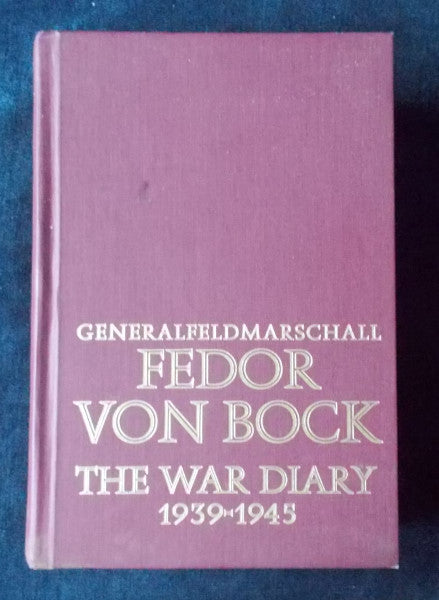 GENERALFELDMARSCHALL
FEDOR
VON BOCK
THE WAR DIARY
1939-1945